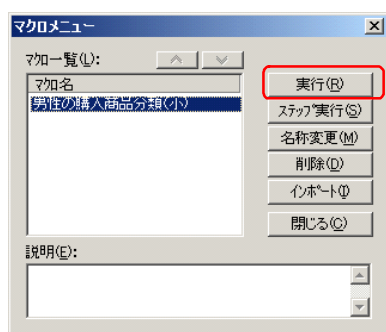 マクロメニュー
マクロ一覧(L):
マクロ名
男性の購入商品分類(小)
実行(R)
ステップ実行(S)
名称変更(M)
削除(D)
インポート(I)
閉じる(C)
説明(E):